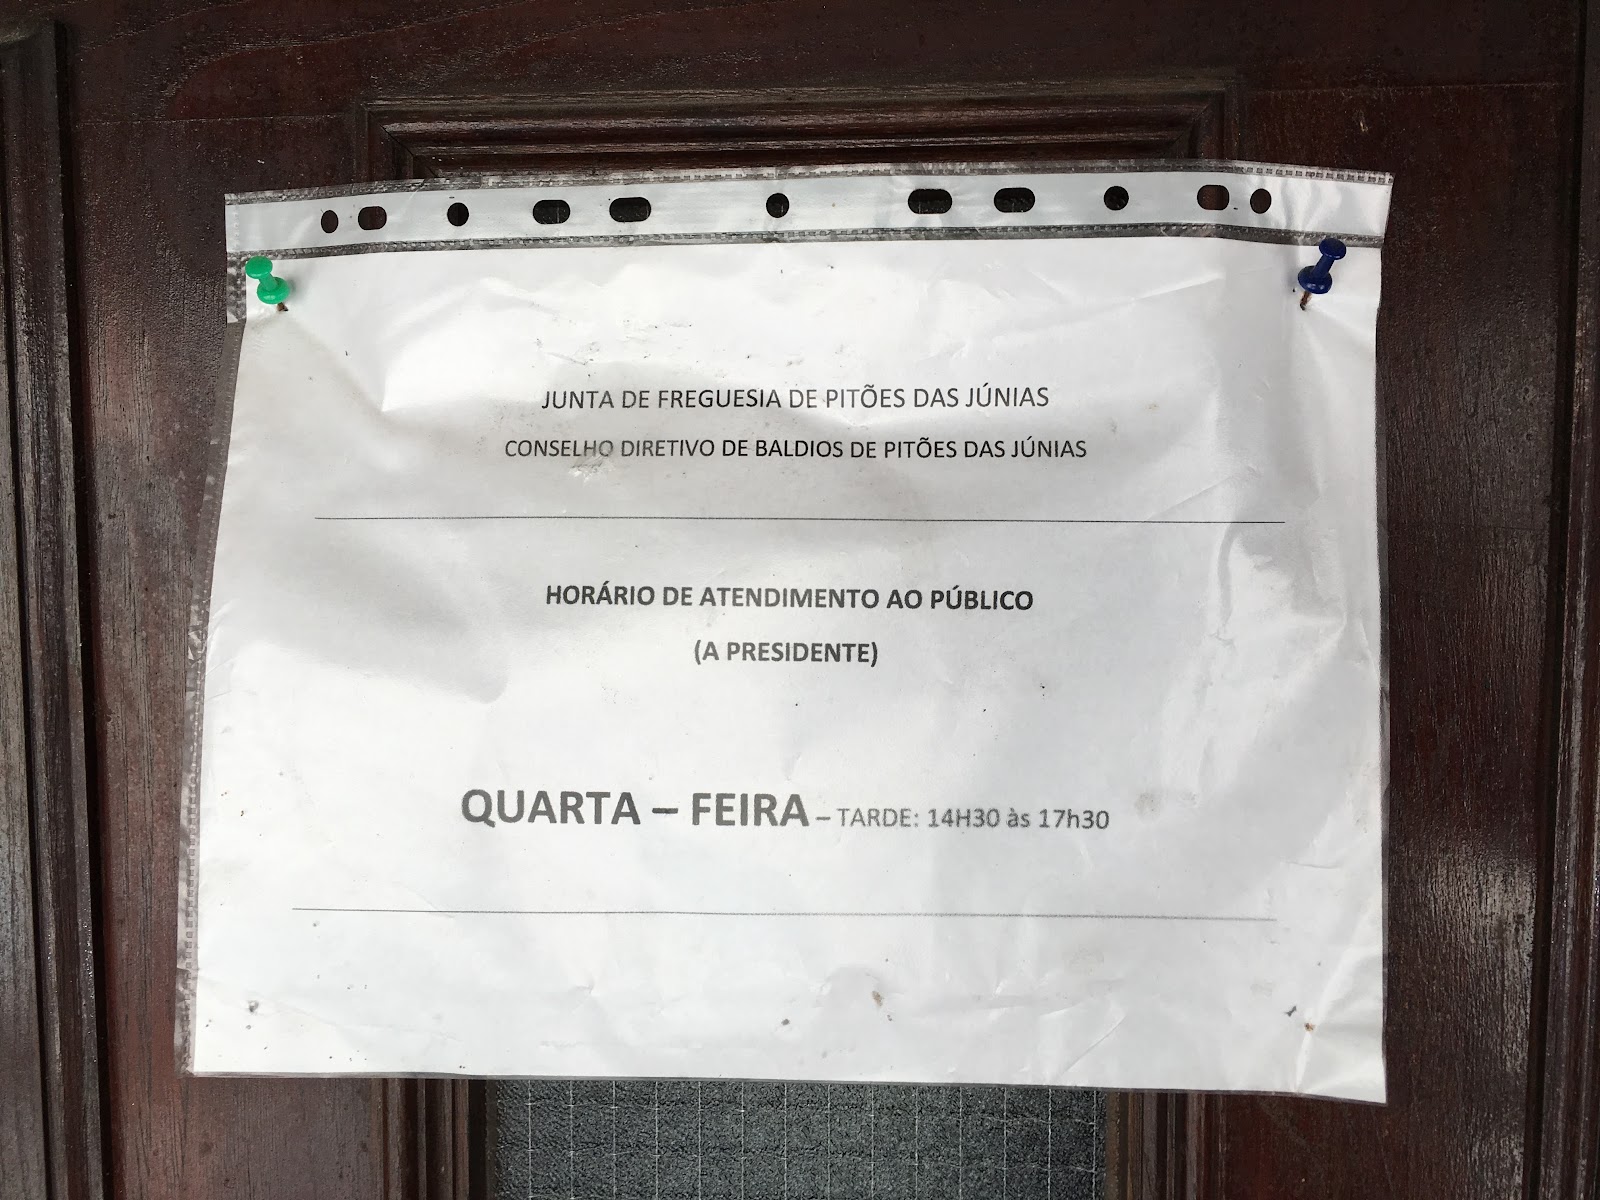 JUNTA DE FREGUESIA DE PITÕES DAS JÚNIAS
CONSELHO DIRETIVO DE BALDIOS DE PITÕES DAS JÚNIAS
HORÁRIO DE ATENDIMENTO AO PÚBLICO
(A PRESIDENTE)
QUARTA – FEIRA – TARDE: 14H30 às 17h30